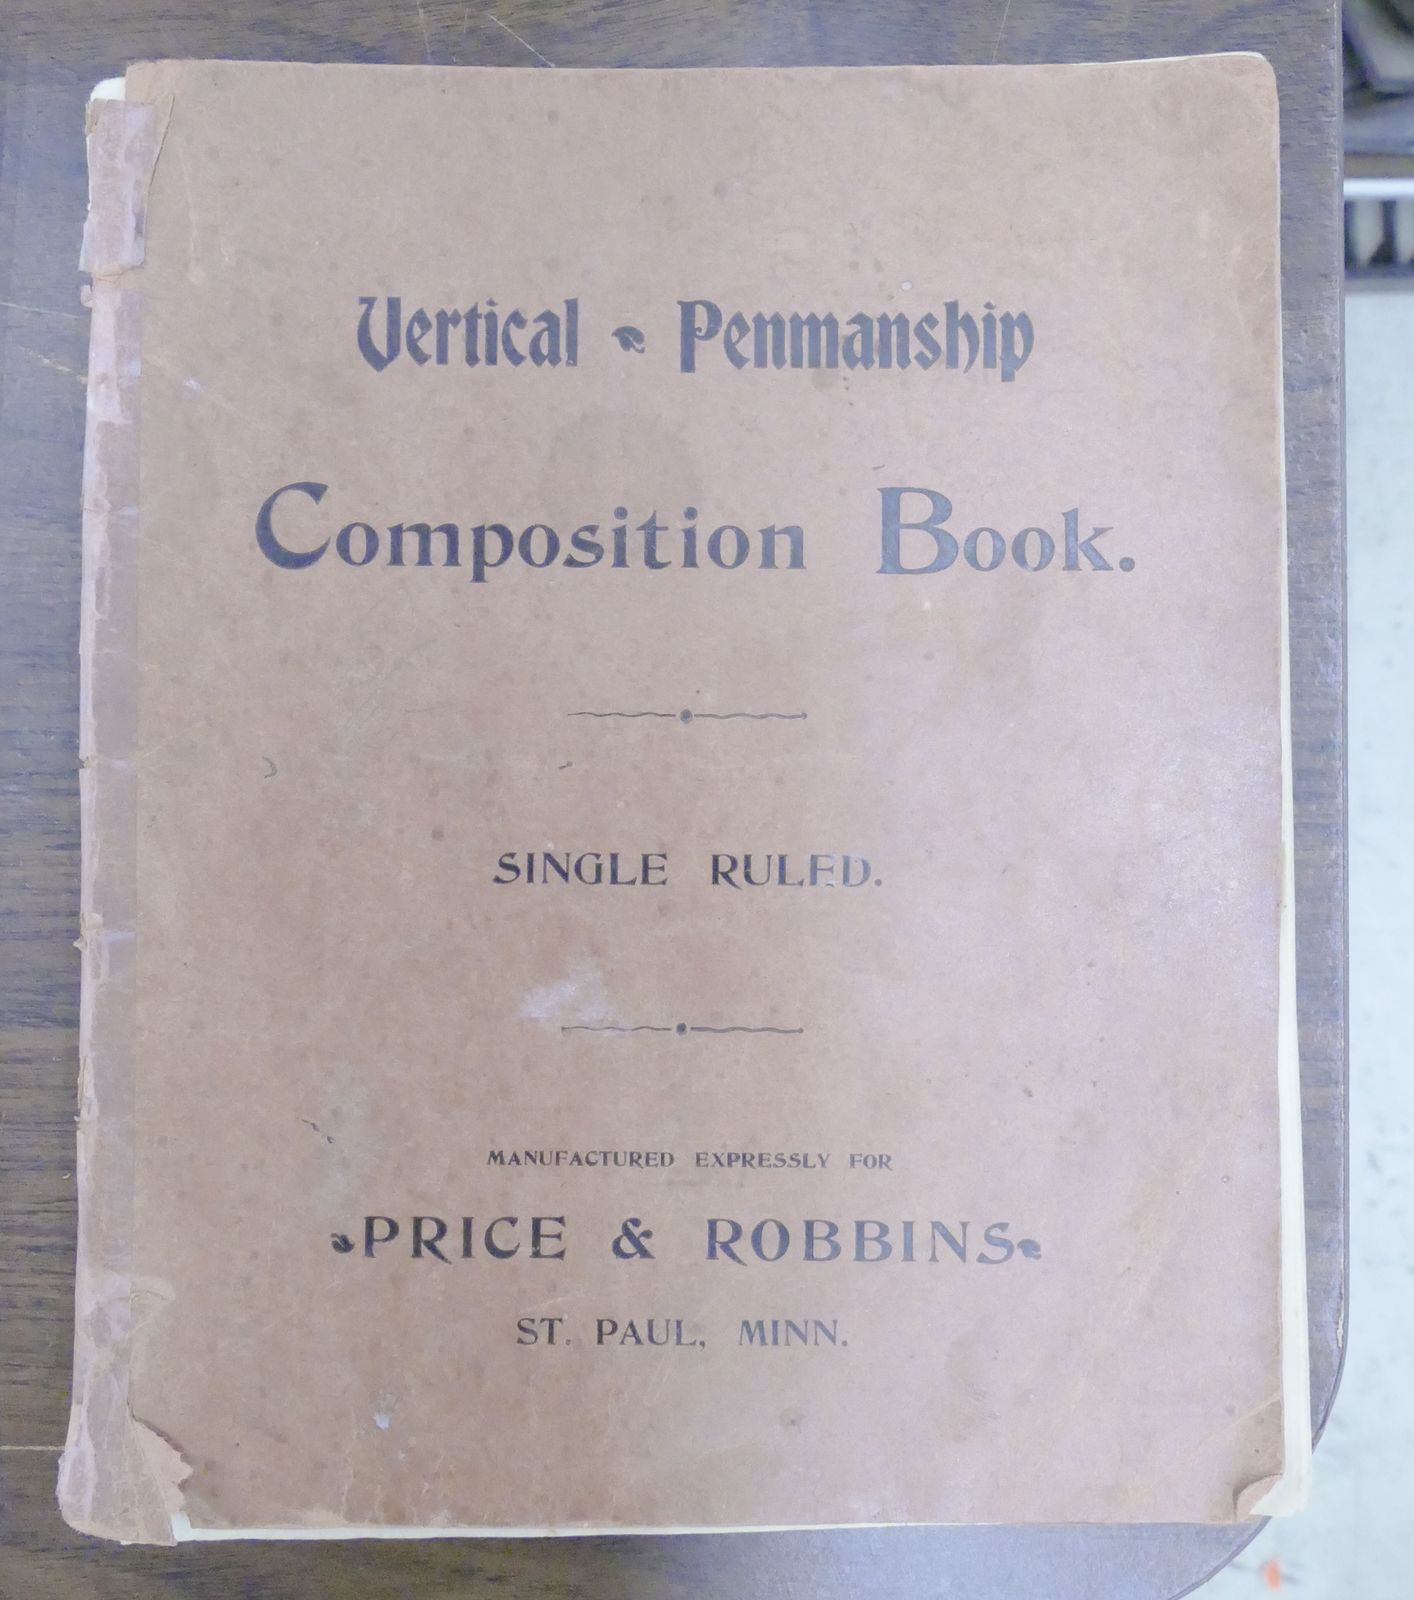 Vertical Penmanship
Composition Book.
SINGLE RULED.
MANUFACTURED EXPRESSLY FOR
PRICE & ROBBINS
ST. PAUL, MINN.